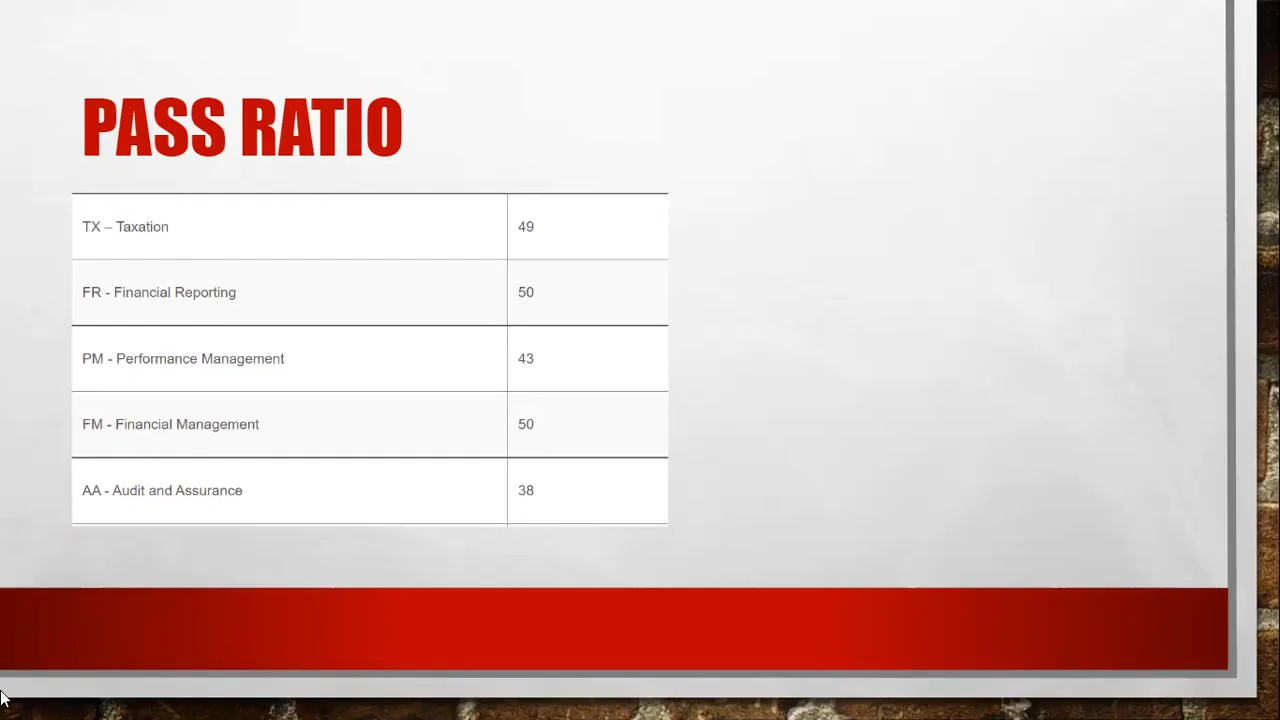 PASS RATIO
TX – Taxation 49
FR - Financial Reporting 50
PM - Performance Management 43
FM - Financial Management 50
AA - Audit and Assurance 38